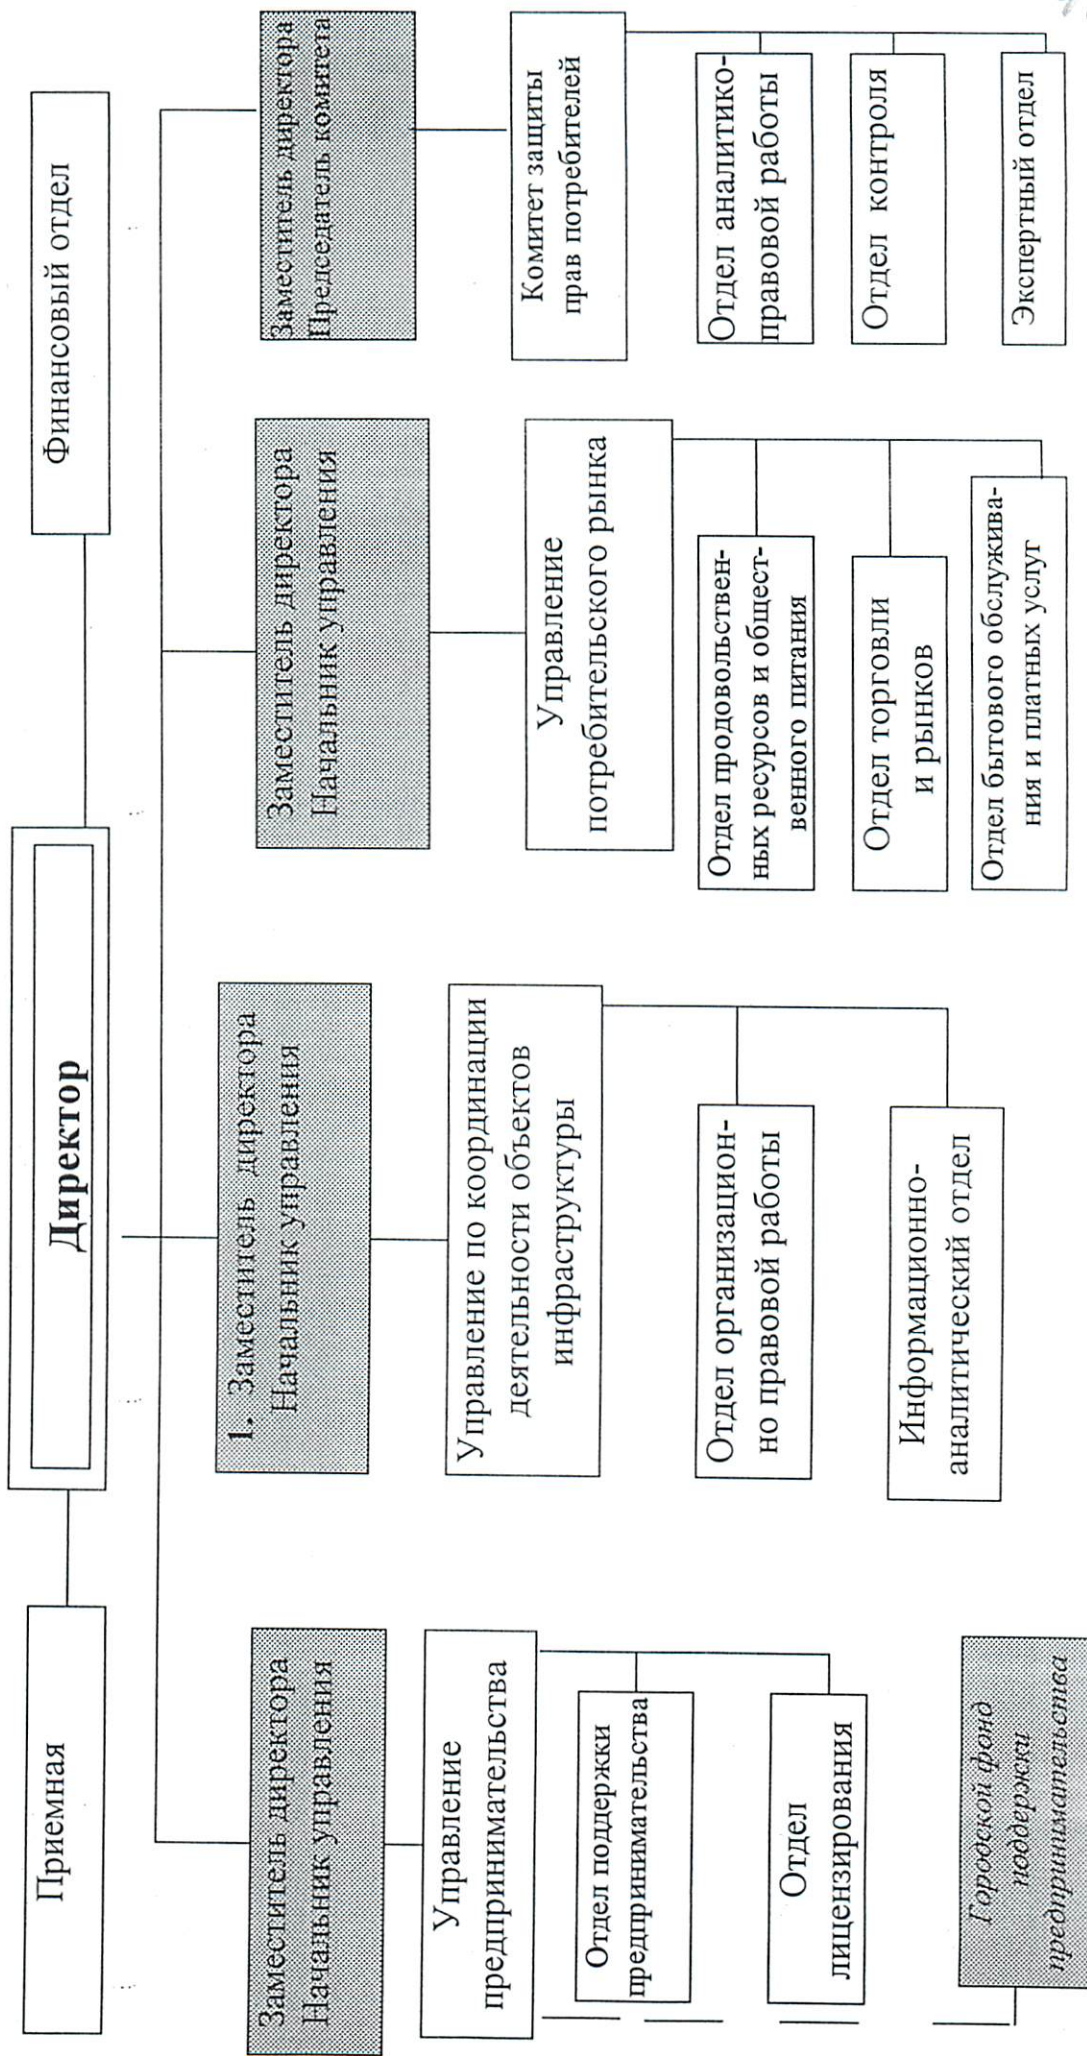 Приемная
Директор
Финансовый отдел
Заместитель директора
Начальник управления
Управление
предпринимательства
Отдел поддержки
предпринимательства
Отдел
лицензирования
Городской фонд
поддержки
предпринимательства
1. Заместитель директора
Начальник управления
Управление по координации
деятельности объектов
инфраструктуры
Отдел организацион-
но правовой работы
Информационно-
аналитический отдел
Заместитель директора
Начальник управления
Управление
потребительского рынка
Отдел продовольствен-
ных ресурсов и общест-
венного питания
Отдел торговли
и рынков
Отдел бытового обслужива-
ния и платных услуг
Заместитель директора
Председатель комитета
Комитет защиты
прав потребителей
Отдел аналитико-
правовой работы
Отдел контроля
Экспертный отдел